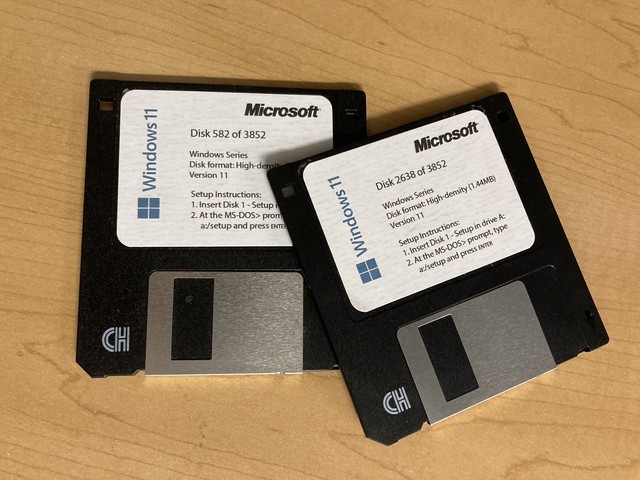 Windows 11
Microsoft
Disk 582 of 3852
Windows Series
Disk format: High-density
Version 11
Setup Instructions:
1. Insert Disk 1 - Setup
2. At the MS-DOS>
a:/setup and press ENTER
CH
Windows 11
Microsoft
Disk 2638 of 3852
Windows Series
Disk format: High-density (1.44MB)
Version 11
Setup Instructions:
1. Insert Disk 1 - Setup in drive A:
2. At the MS-DOS> prompt, type
a:/setup and press ENTER
CH